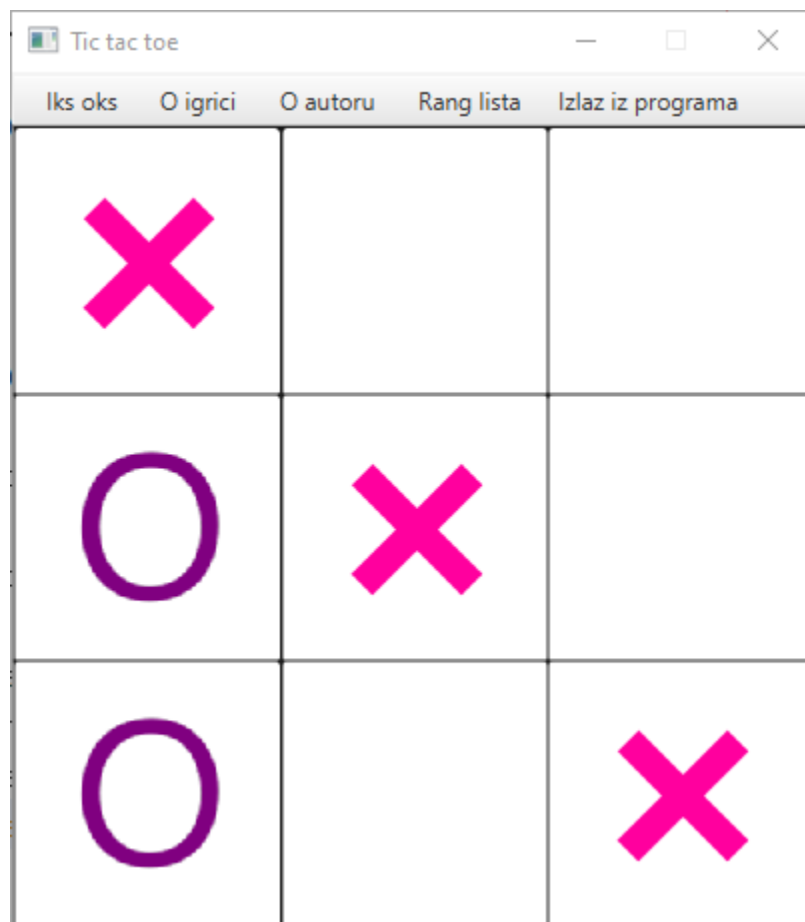 Tic tac toe
Iks oks O igrici O autoru Rang lista Izlaz iz programa
X
O X
O X